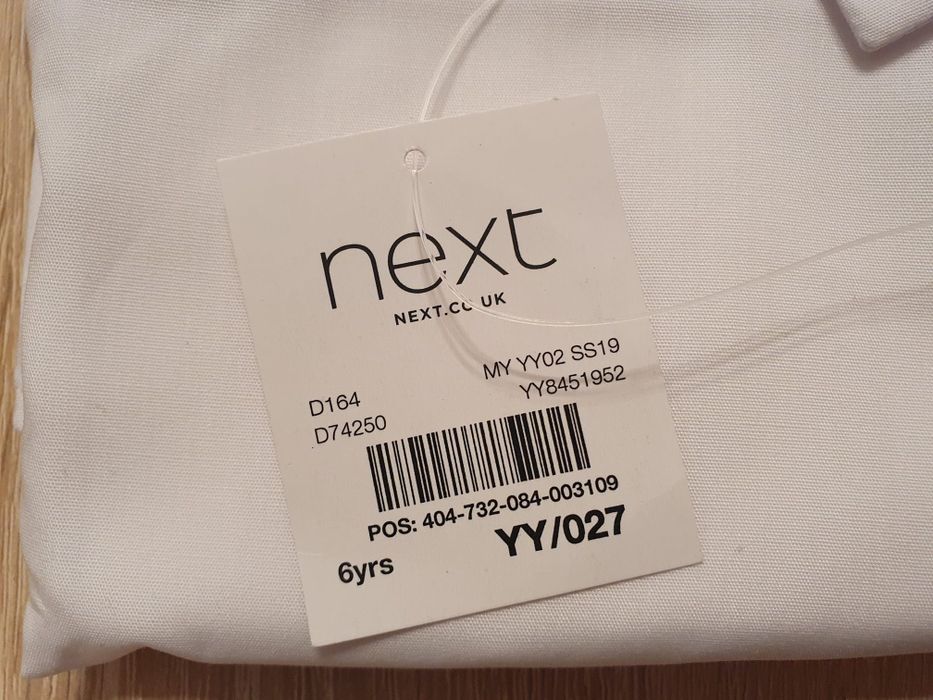 next
NEXT.CO.UK
MY YY02 SS19
D164
YY8451952
D74250
POS: 404-732-084-003109
YY/027
6yrs